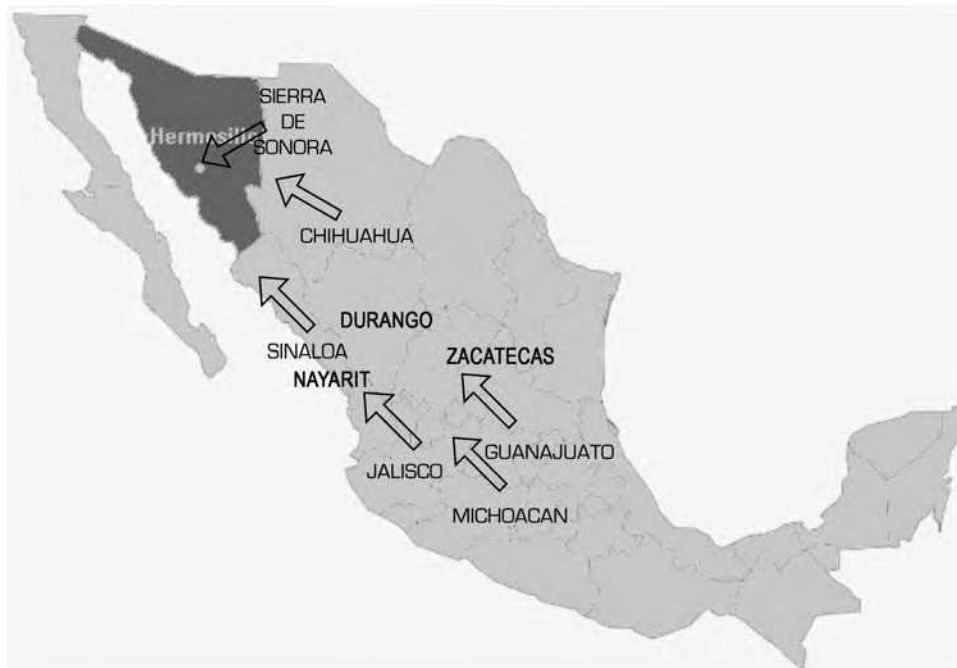 SIERRA
DE
Hermosillo
SONORA
CHIHUAHUA
DURANGO
SINALOA
ZACATECAS
NAYARIT
GUANAJUATO
JALISCO
MICHOACAN